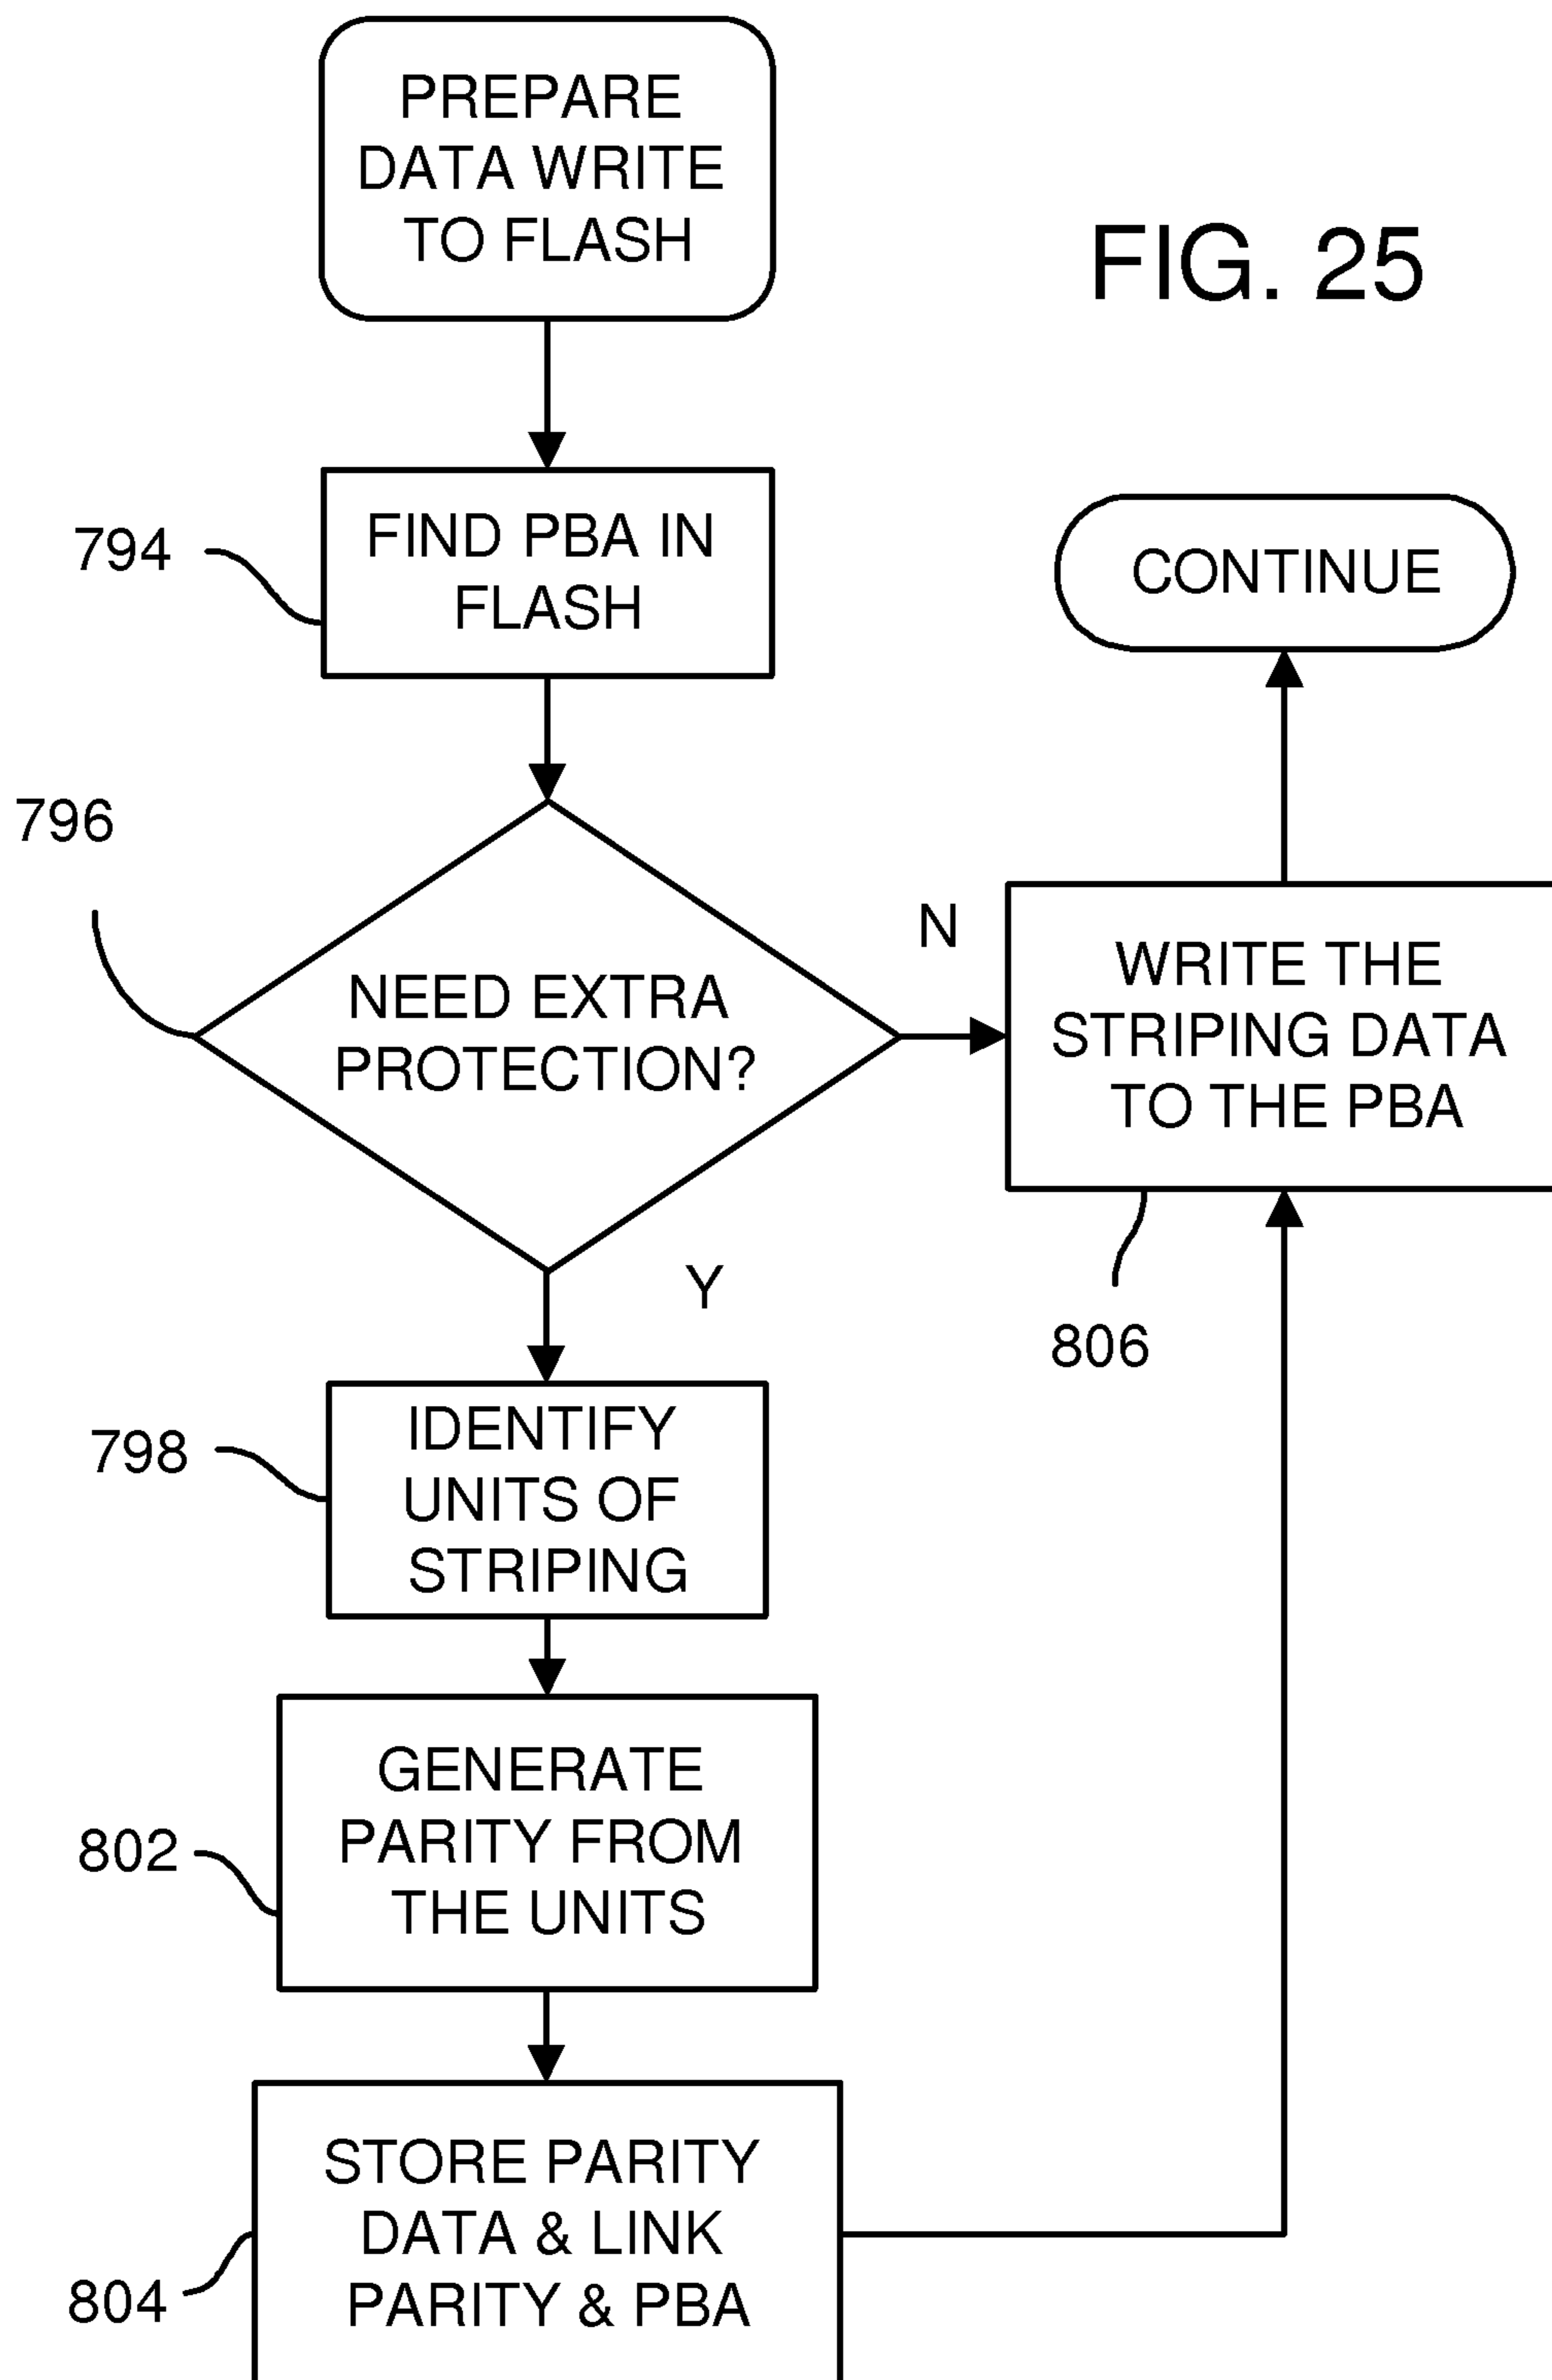 PREPARE
DATA WRITE
TO FLASH
FIG. 25
794
FIND PBA IN
FLASH
CONTINUE
796
NEED EXTRA
PROTECTION?
N
Y
WRITE THE
STRIPING DATA
TO THE PBA
806
798
IDENTIFY
UNITS OF
STRIPING
802
GENERATE
PARITY FROM
THE UNITS
804
STORE PARITY
DATA & LINK
PARITY & PBA